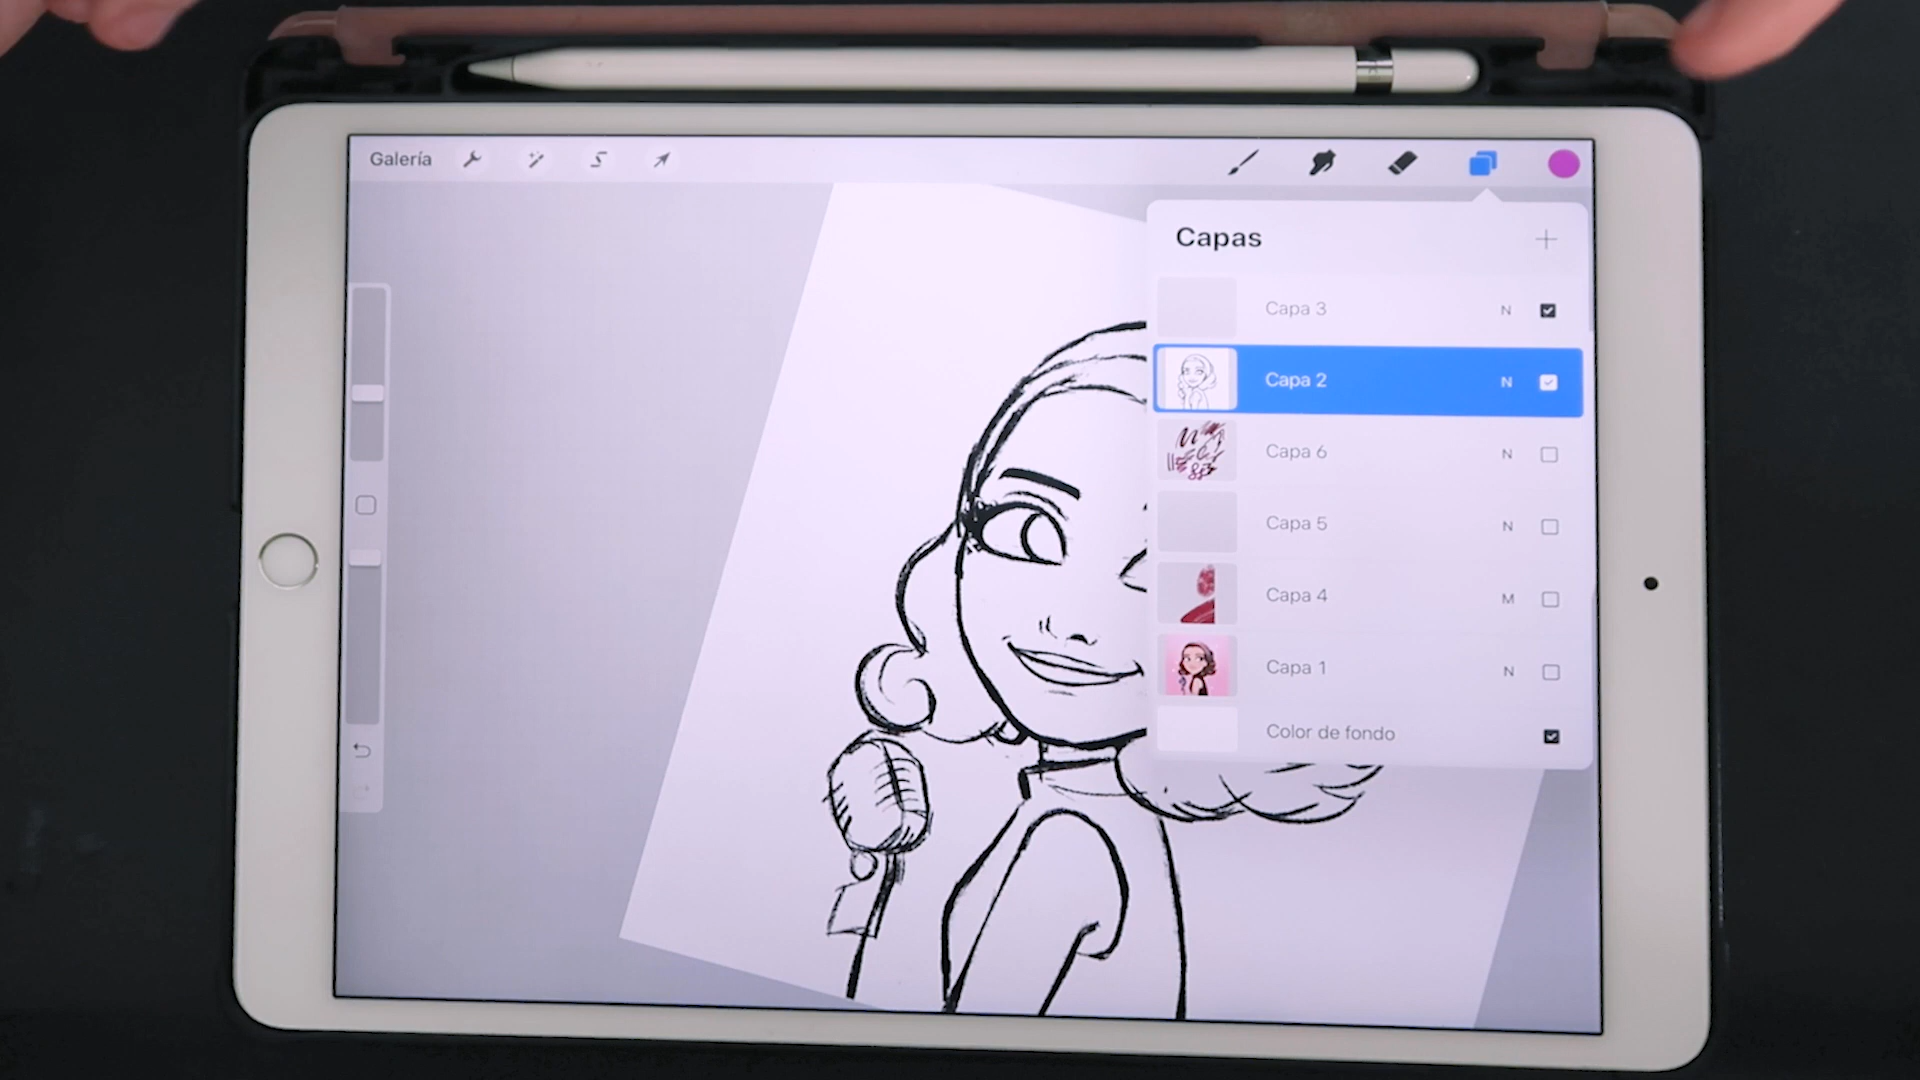 Galería
Capas
Capa 3 N
Capa 2 N
Capa 6 N
Capa 5 N
Capa 4 M
Capa 1 N
Color de fondo